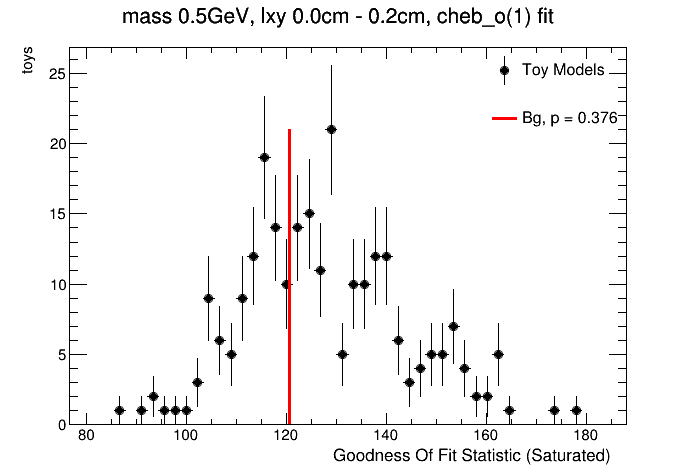 mass 0.5GeV, lxy 0.0cm - 0.2cm, cheb_o(1) fit
toys
25
20
15
10
5
0
Toy Models
Bg, p = 0.376
80 100 120 140 160 180
Goodness Of Fit Statistic (Saturated)